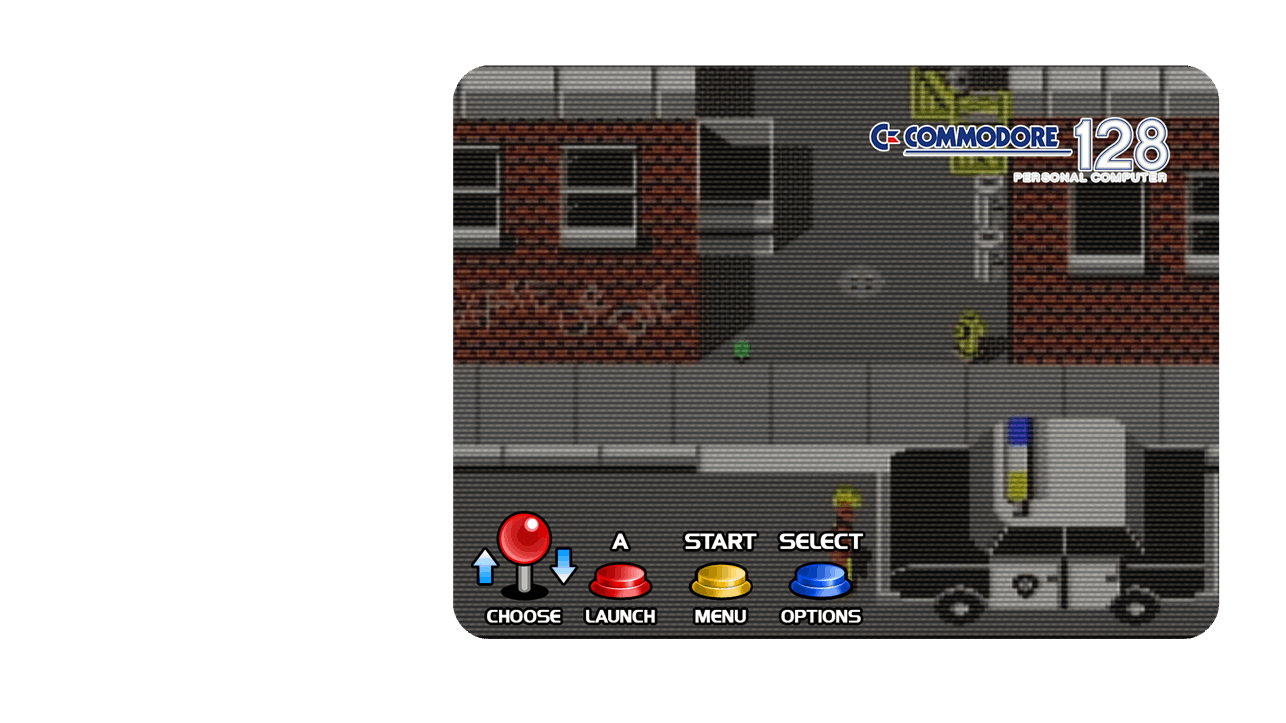 COMMODORE 128
PERSONAL COMPUTER
A START SELECT
CHOOSE LAUNCH MENU OPTIONS